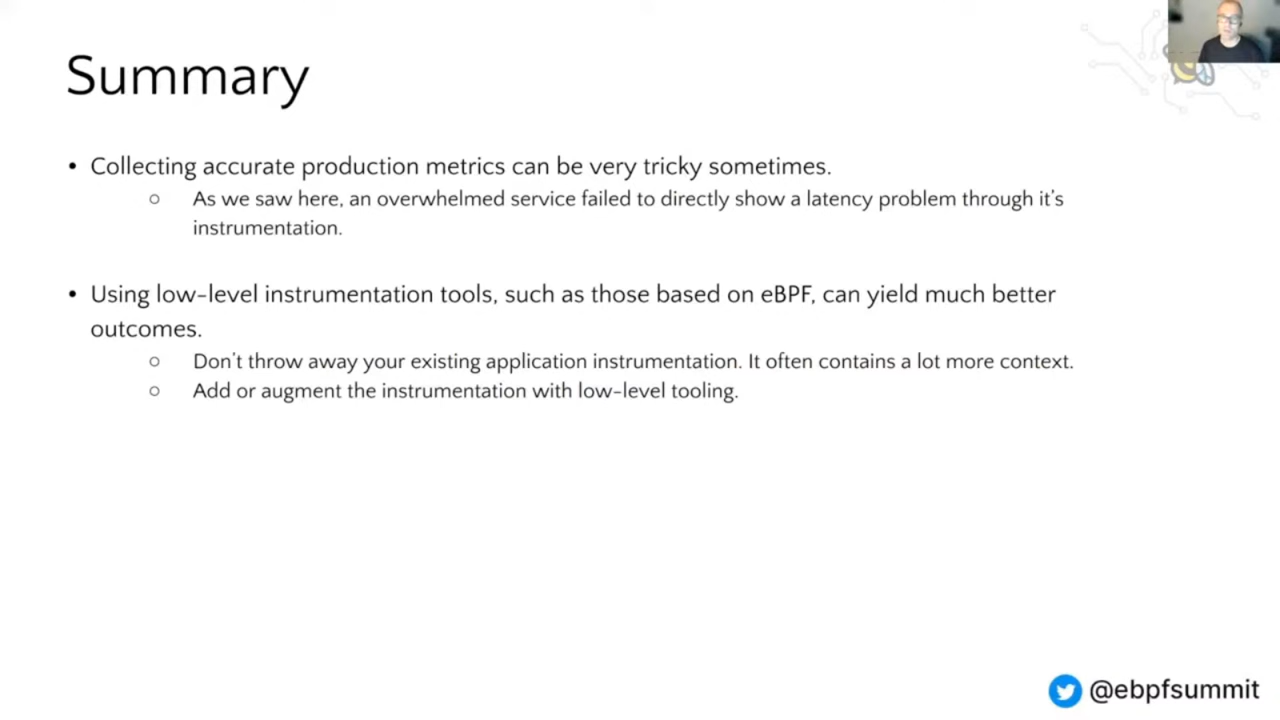 Summary
• Collecting accurate production metrics can be very tricky sometimes.
○ As we saw here, an overwhelmed service failed to directly show a latency problem through it's
instrumentation.
• Using low-level instrumentation tools, such as those based on eBPF, can yield much better
outcomes.
○ Don't throw away your existing application instrumentation. It often contains a lot more context.
○ Add or augment the instrumentation with low-level tooling.
@ebpfsummit